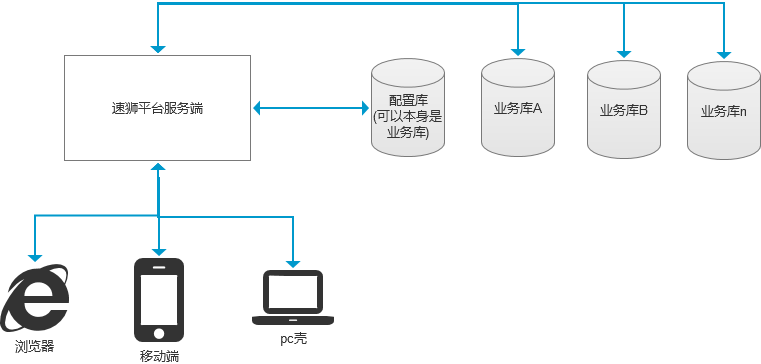 速狮平台服务端
配置库
(可以本身是
业务库)
业务库A
业务库B
业务库n
浏览器
移动端
pc壳